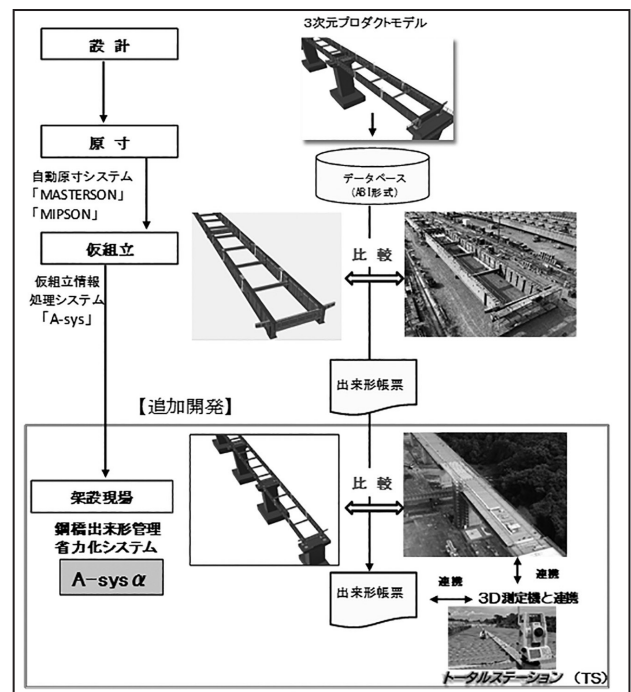 設計
原寸
自動原寸システム
「MASTERSON」
「MIPSON」
仮組立
仮組立情報
処理システム
「A-sys」
３次元プロダクトモデル
データベース
(ABI形式)
比較
出来形帳票
【追加開発】
架設現場
鋼橋出来形管理
省力化システム
A-sysα
比較
出来形帳票
連携
連携
3D測定機と連携
トータルステーション（TS）